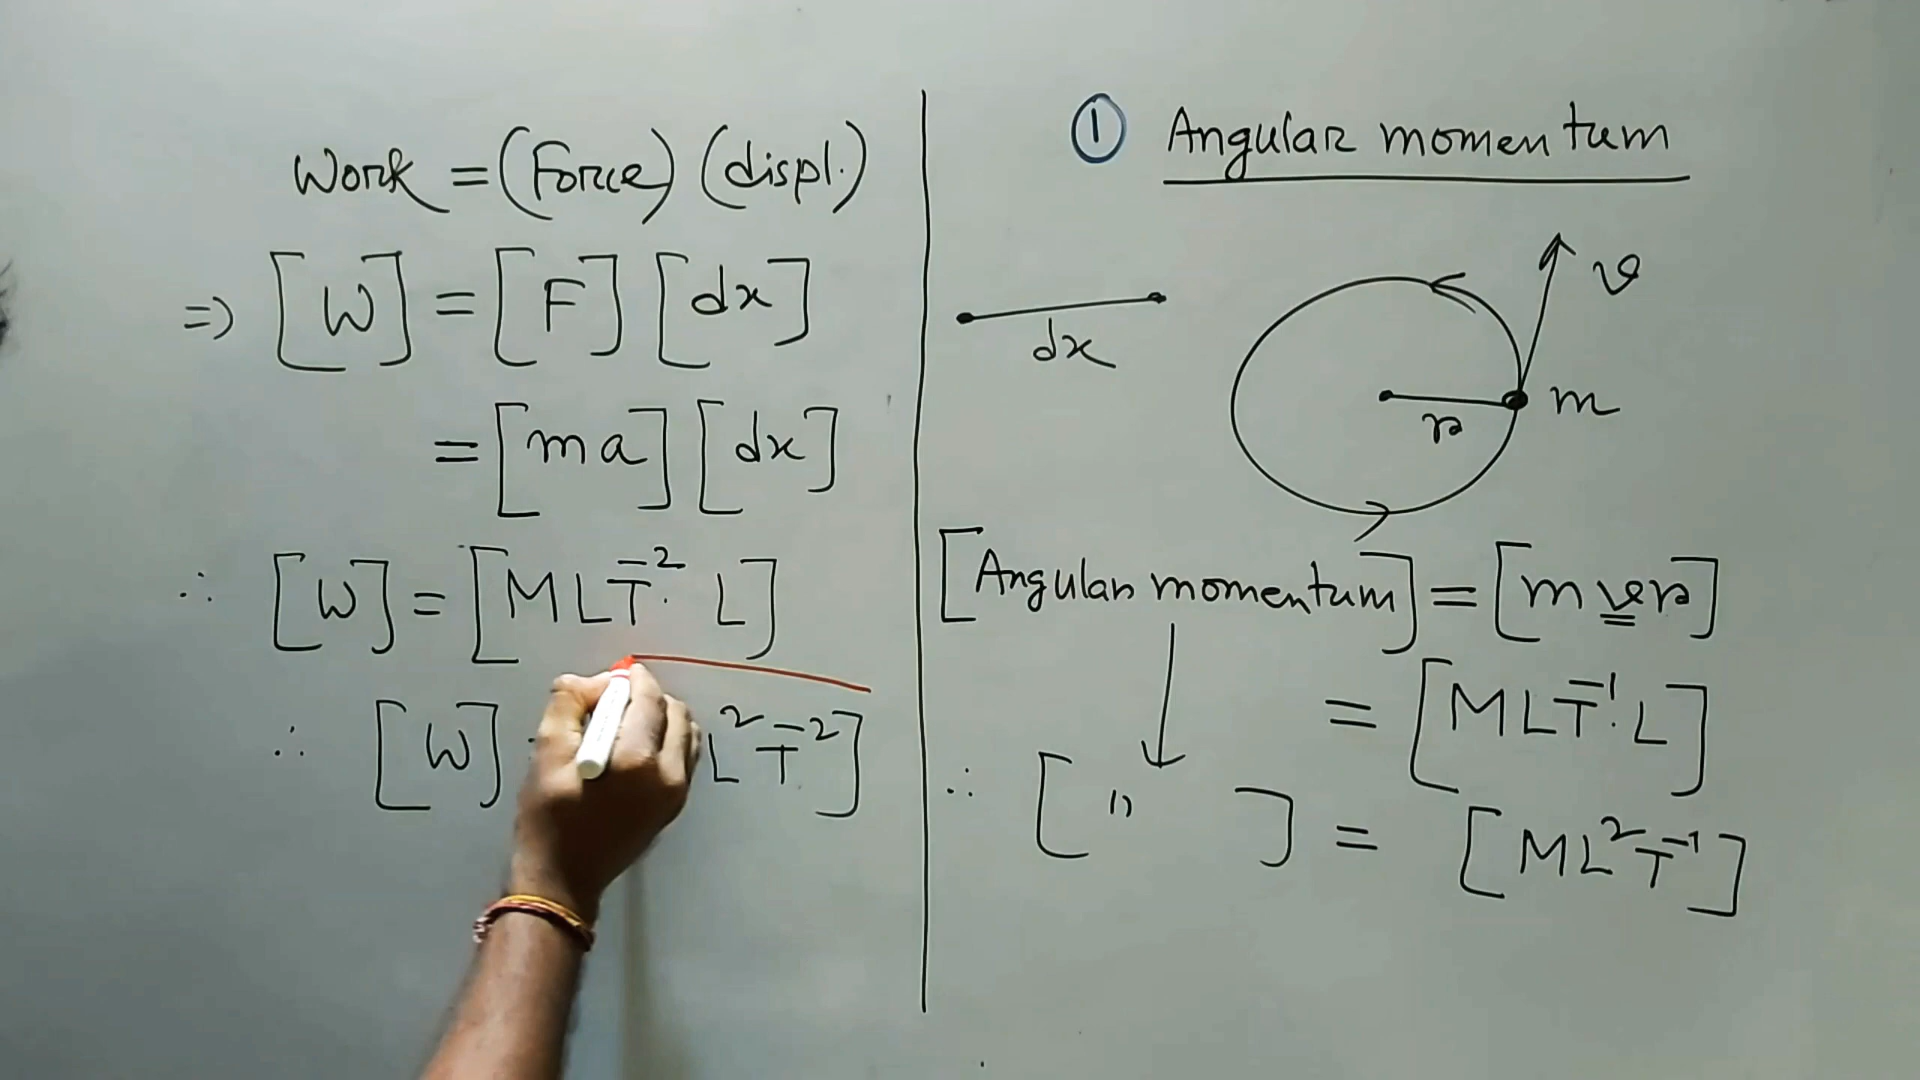 Work = (Force) (displ.)
⇒ [W] = [F] [dx]
= [ma] [dx]
∴ [W] = [MLT⁻². L]
∴ [W] L²T⁻²]
① Angular momentum
v
dx
m
r
[Angular momentum] = [mvr]
= [MLT⁻¹. L]
∴ [ " ] = [ML²T⁻¹]